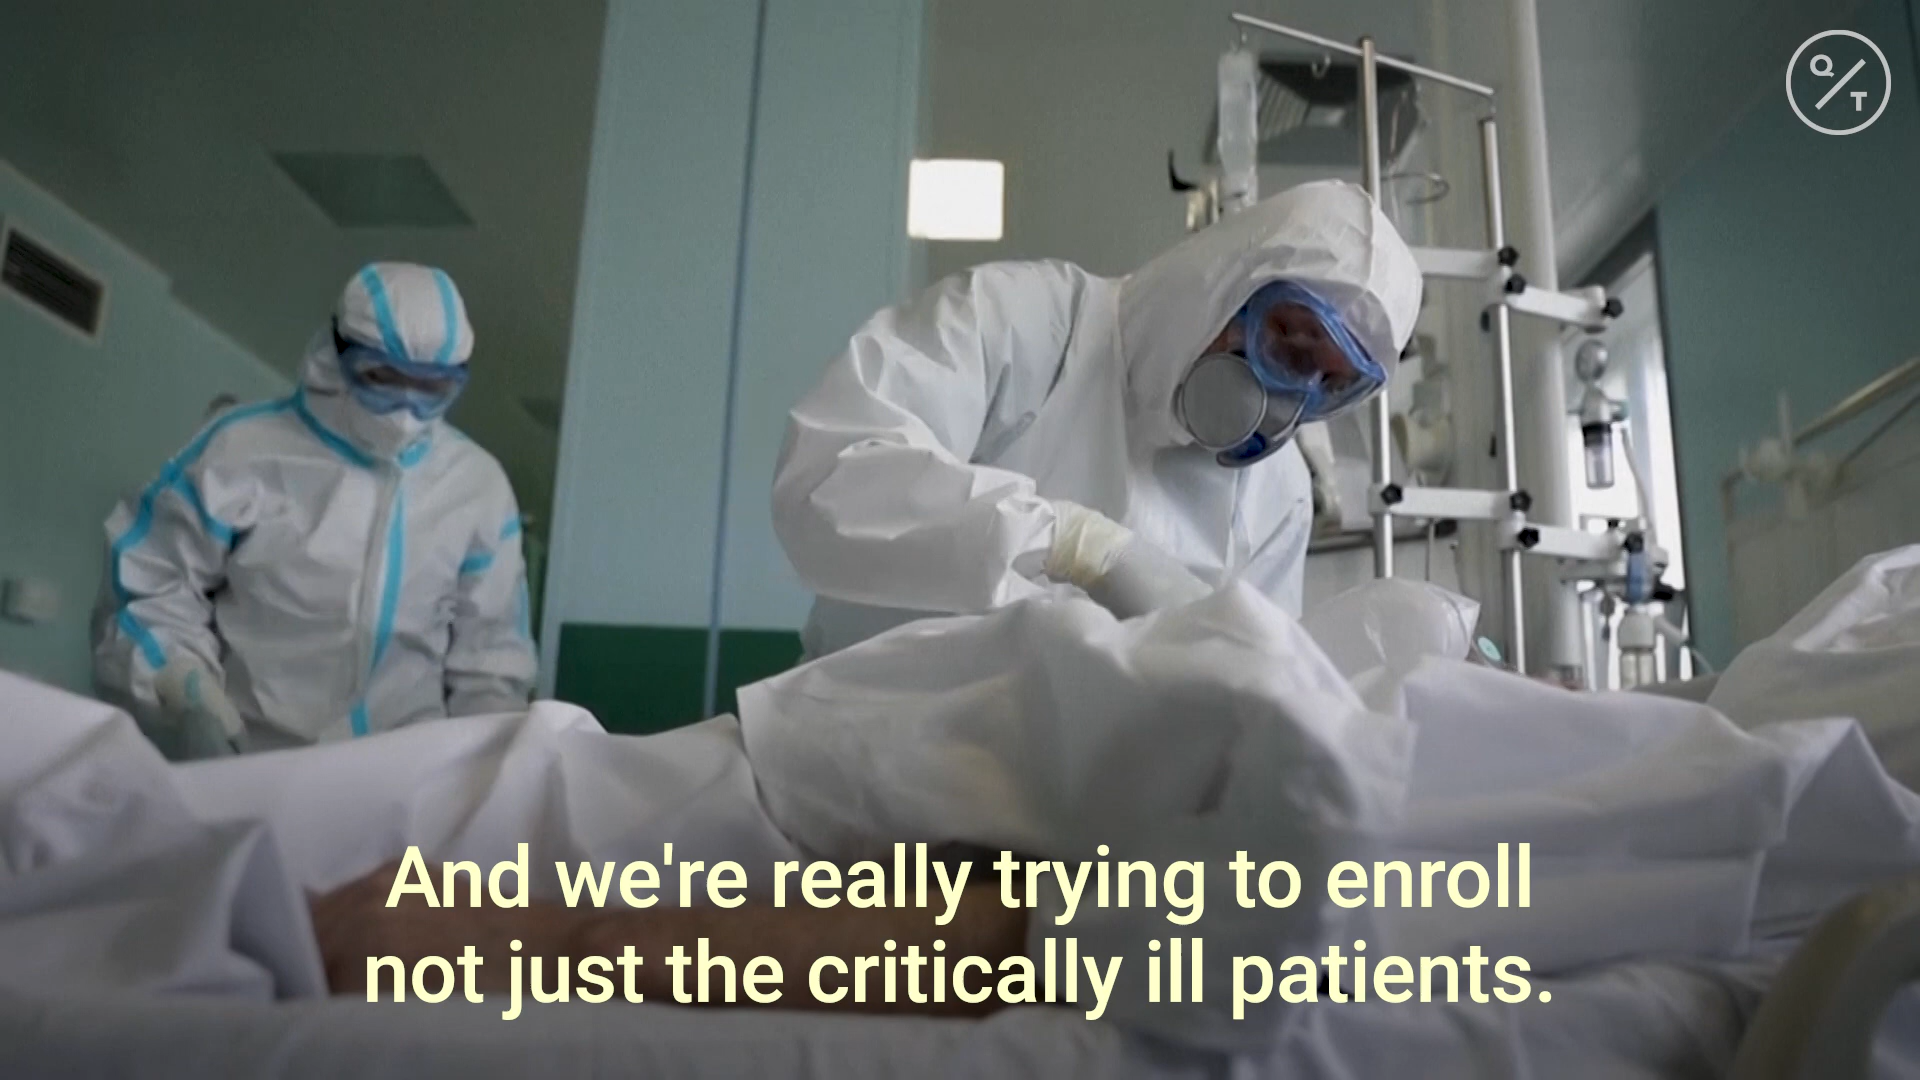 Q/T
And we're really trying to enroll
not just the critically ill patients.